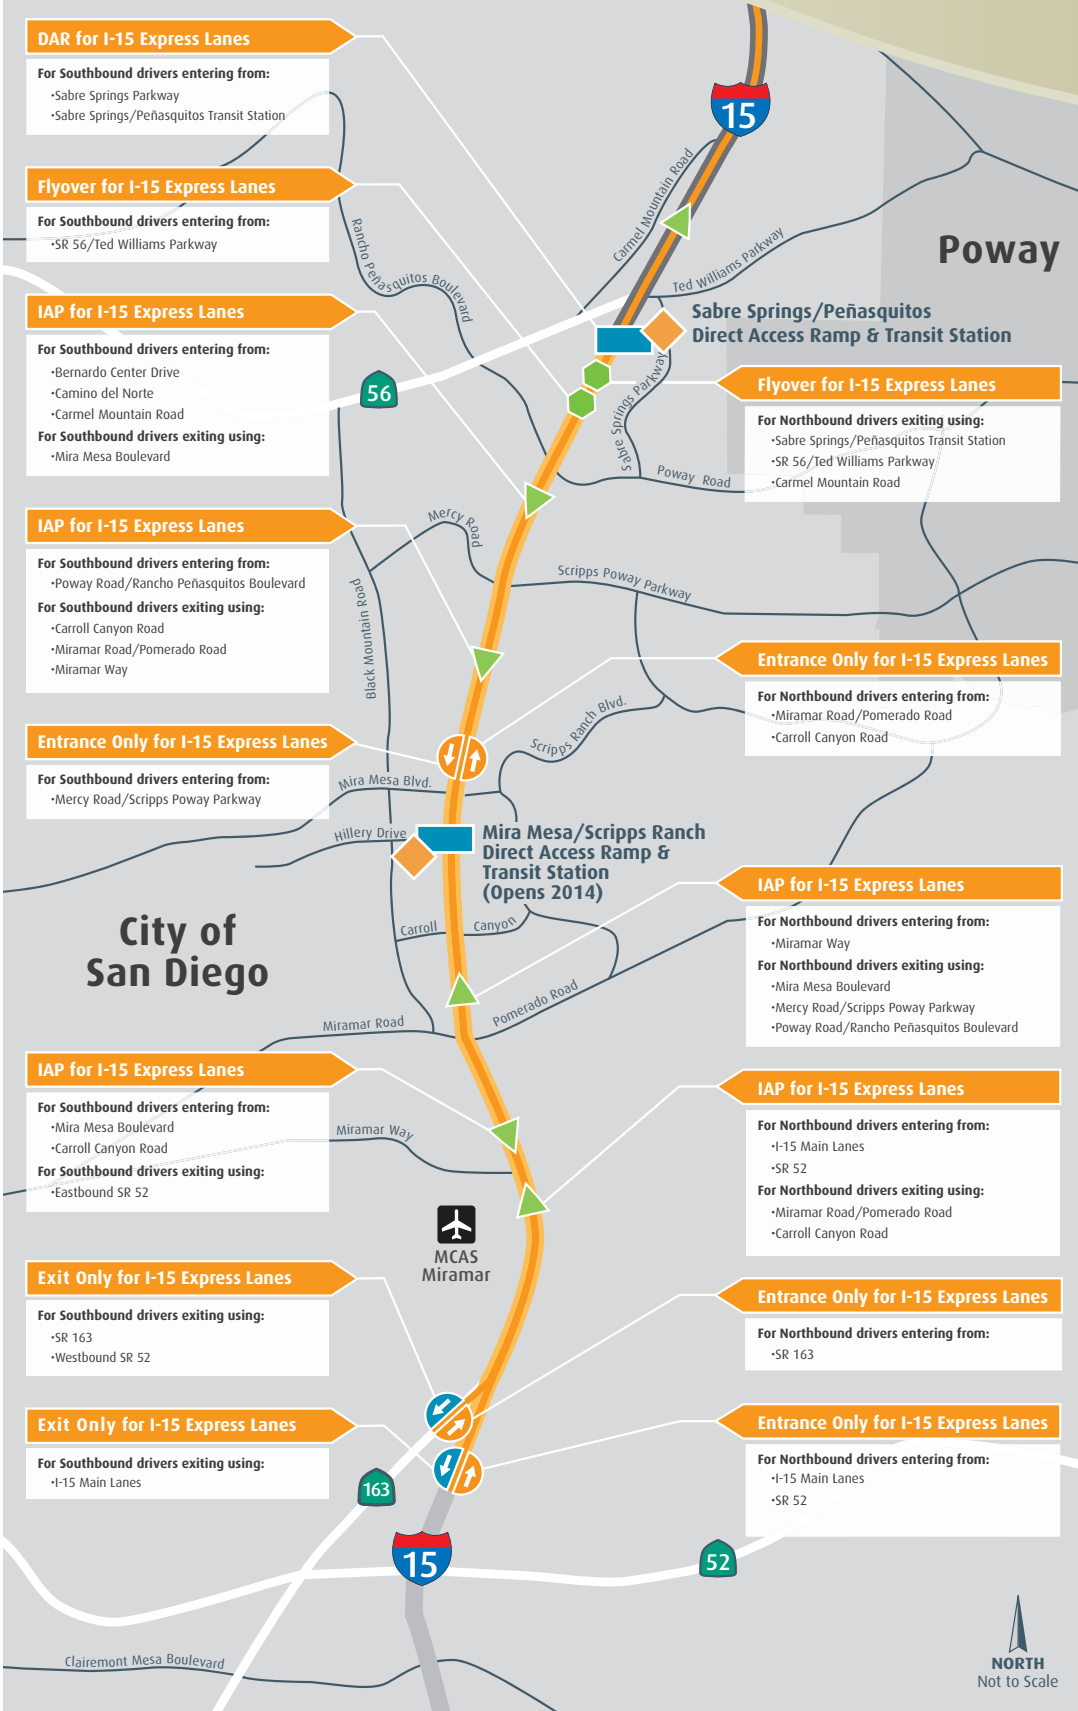 DAR for I-15 Express Lanes
For Southbound drivers entering from:
•Sabre Springs Parkway
•Sabre Springs/Peñasquitos Transit Station
Flyover for I-15 Express Lanes
For Southbound drivers entering from:
•SR 56/Ted Williams Parkway
IAP for I-15 Express Lanes
For Southbound drivers entering from:
•Bernardo Center Drive
•Camino del Norte
•Carmel Mountain Road
For Southbound drivers exiting using:
•Mira Mesa Boulevard
IAP for I-15 Express Lanes
For Southbound drivers entering from:
•Poway Road/Rancho Peñasquitos Boulevard
For Southbound drivers exiting using:
•Carroll Canyon Road
•Miramar Road/Pomerado Road
•Miramar Way
Entrance Only for I-15 Express Lanes
For Southbound drivers entering from:
•Mercy Road/Scripps Poway Parkway
City of
San Diego
IAP for I-15 Express Lanes
For Southbound drivers entering from:
•Mira Mesa Boulevard
•Carroll Canyon Road
For Southbound drivers exiting using:
•Eastbound SR 52
Exit Only for I-15 Express Lanes
For Southbound drivers exiting using:
•SR 163
•Westbound SR 52
Exit Only for I-15 Express Lanes
For Southbound drivers exiting using:
•I-15 Main Lanes
15
Carmel Mountain Road
Ted Williams Parkway
Rancho Peñasquitos Boulevard
56
Poway
Sabre Springs/Peñasquitos
Direct Access Ramp & Transit Station
Sabre Springs Parkway
Poway Road
Mercy Road
Scripps Poway Parkway
Black Mountain Road
Scripps Ranch Blvd.
Mira Mesa Blvd.
Hillery Drive
Mira Mesa/Scripps Ranch
Direct Access Ramp &
Transit Station
(Opens 2014)
Carroll Canyon
Pomerado Road
Miramar Road
Miramar Way
MCAS
Miramar
163
15
52
Clairemont Mesa Boulevard
Flyover for I-15 Express Lanes
For Northbound drivers exiting using:
•Sabre Springs/Peñasquitos Transit Station
•SR 56/Ted Williams Parkway
•Carmel Mountain Road
Entrance Only for I-15 Express Lanes
For Northbound drivers entering from:
•Miramar Road/Pomerado Road
•Carroll Canyon Road
IAP for I-15 Express Lanes
For Northbound drivers entering from:
•Miramar Way
For Northbound drivers exiting using:
•Mira Mesa Boulevard
•Mercy Road/Scripps Poway Parkway
•Poway Road/Rancho Peñasquitos Boulevard
IAP for I-15 Express Lanes
For Northbound drivers entering from:
•I-15 Main Lanes
•SR 52
For Northbound drivers exiting using:
•Miramar Road/Pomerado Road
•Carroll Canyon Road
Entrance Only for I-15 Express Lanes
For Northbound drivers entering from:
•SR 163
Entrance Only for I-15 Express Lanes
For Northbound drivers entering from:
•I-15 Main Lanes
•SR 52
NORTH
Not to Scale